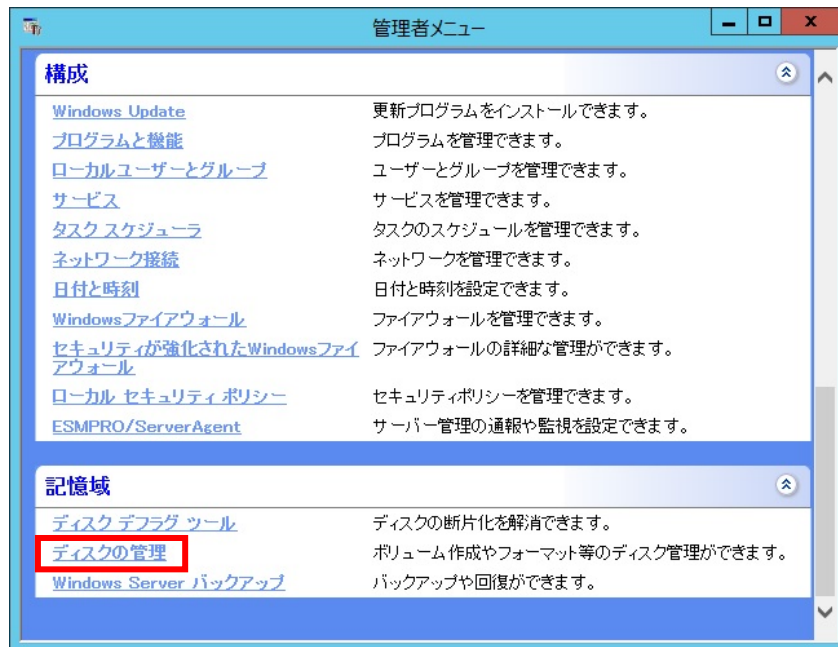 管理者メニュー
構成
Windows Update 更新プログラムをインストールできます。
プログラムと機能 プログラムを管理できます。
ローカルユーザーとグループ ユーザーとグループを管理できます。
サービス サービスを管理できます。
タスク スケジューラ タスクのスケジュールを管理できます。
ネットワーク接続 ネットワークを管理できます。
日付と時刻 日付と時刻を設定できます。
Windowsファイアウォール ファイアウォールを管理できます。
セキュリティが強化されたWindowsファイ ファイアウォールの詳細な管理ができます。
アウォール
ローカル セキュリティ ポリシー セキュリティポリシーを管理できます。
ESMPRO/ServerAgent サーバー管理の通報や監視を設定できます。
記憶域
ディスク デフラグ ツール ディスクの断片化を解消できます。
ディスクの管理 ボリューム作成やフォーマット等のディスク管理ができます。
Windows Server バックアップ バックアップや回復ができます。